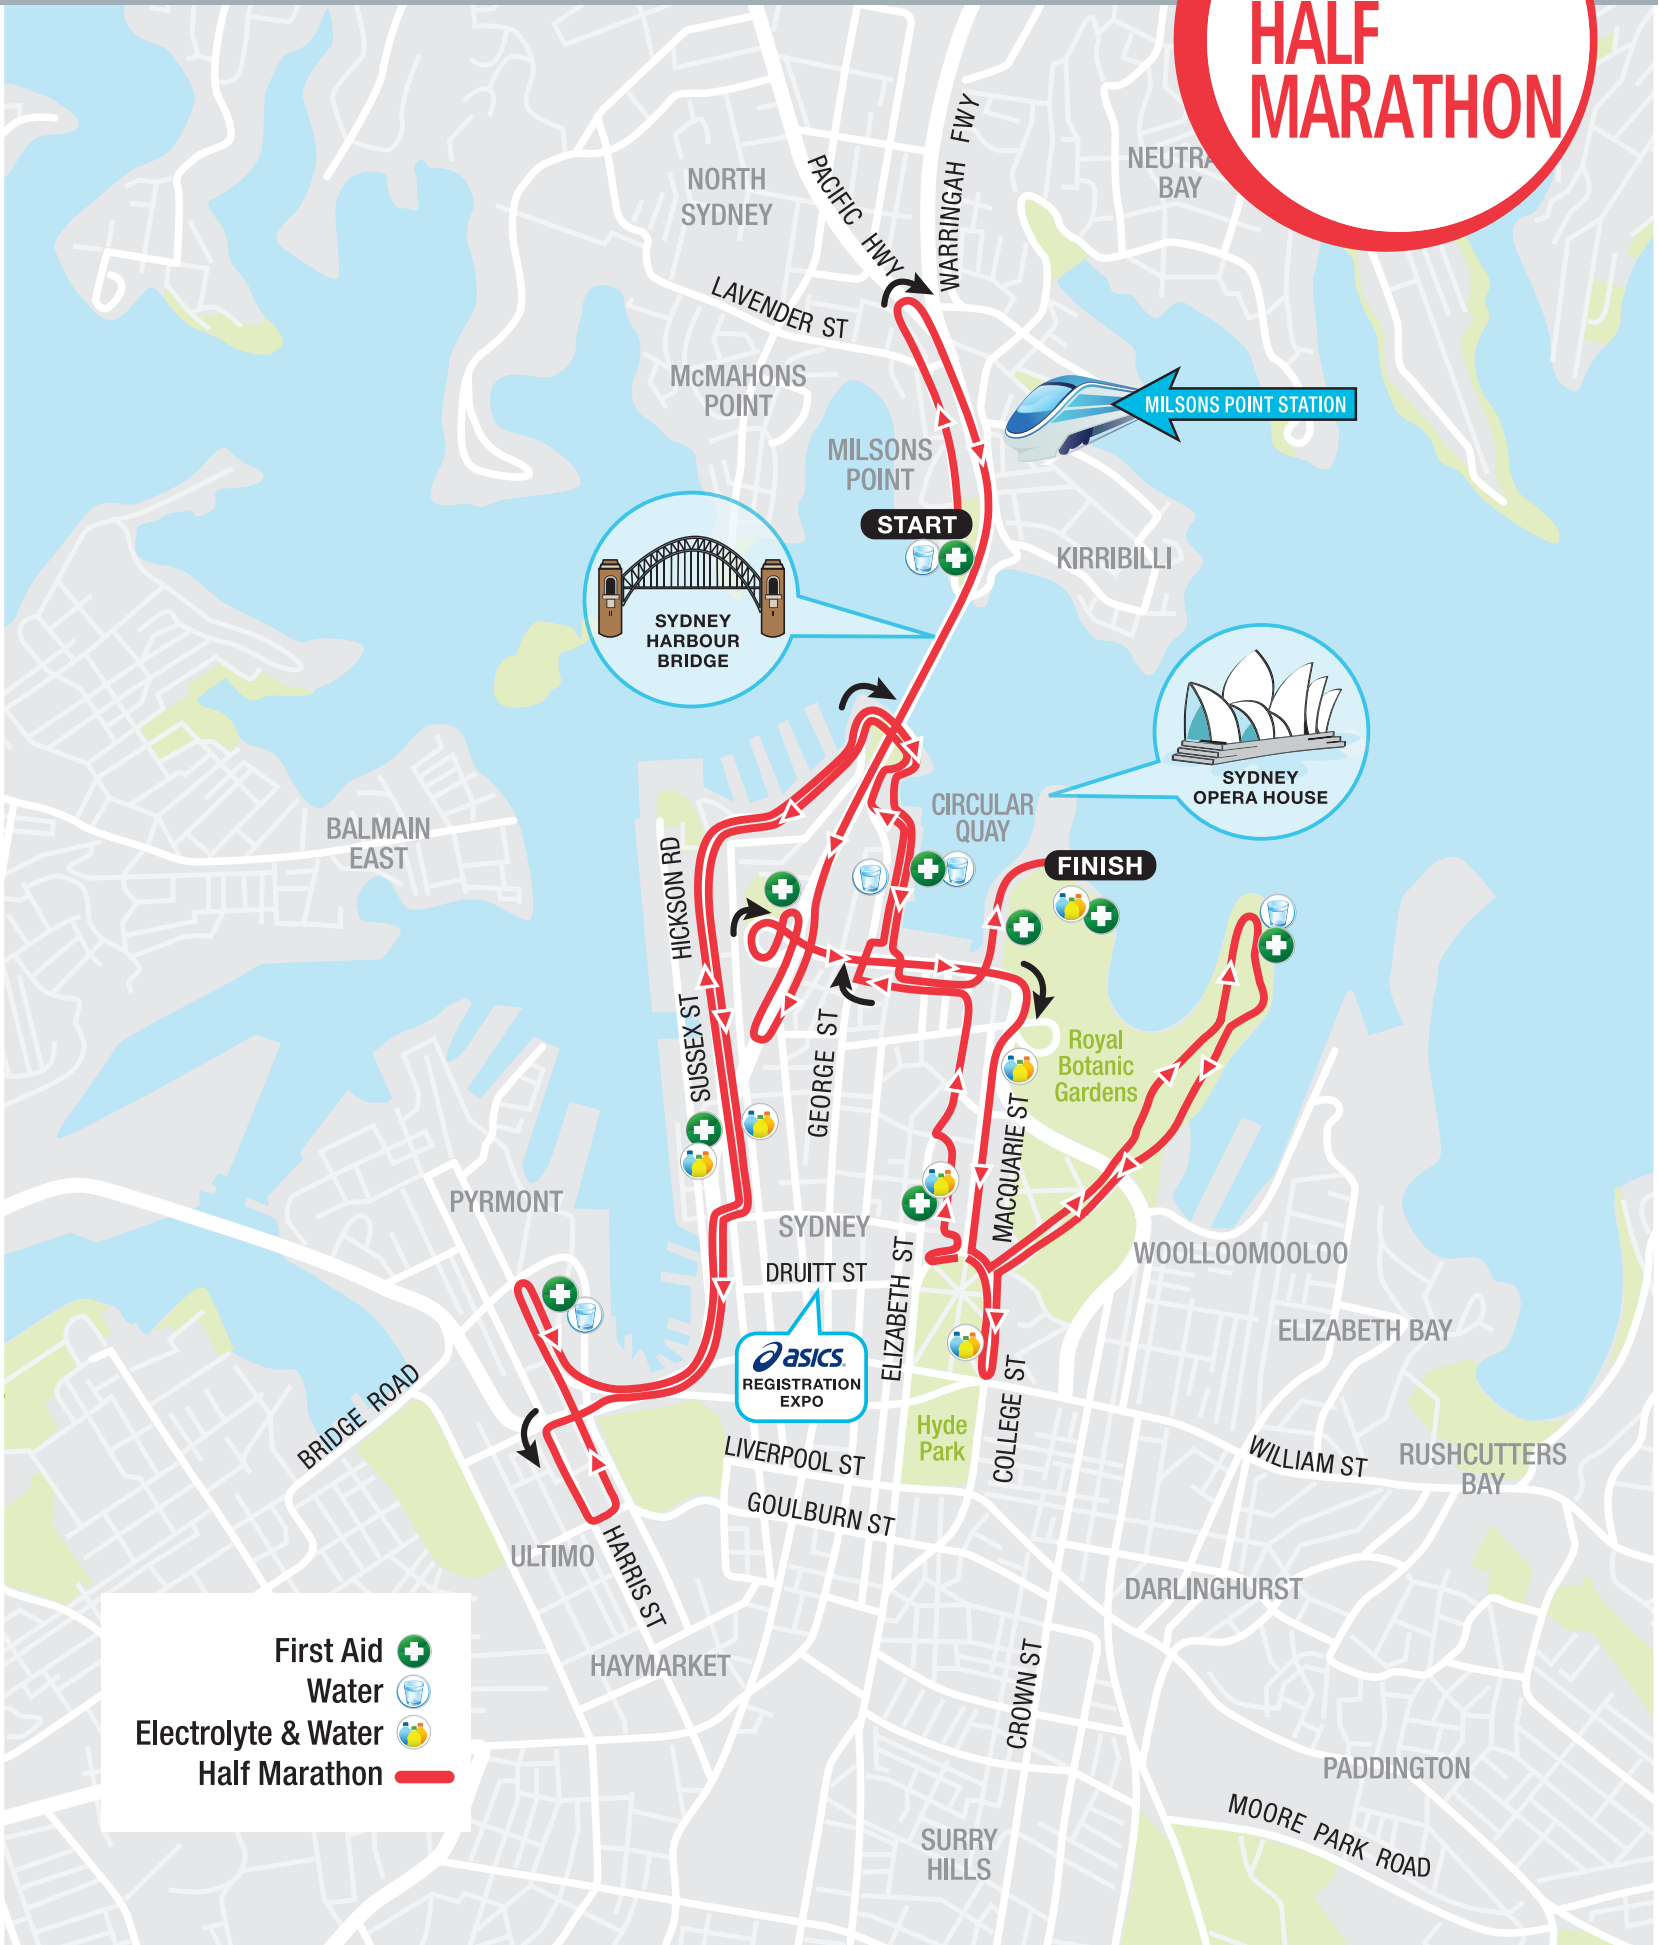 HALF
MARATHON
NORTH
SYDNEY
PACIFIC HWY
WARRINGAH FWY
BAY
LAVENDER ST
McMAHONS
POINT
MILSONS POINT STATION
MILSONS
POINT
START
KIRRIBILLI
SYDNEY
HARBOUR
BRIDGE
SYDNEY
OPERA HOUSE
CIRCULAR
QUAY
BALMAIN
EAST
FINISH
HICKSON RD
SUSSEX ST
GEORGE ST
Royal
Botanic
Gardens
MACQUARIE ST
PYRMONT
SYDNEY
DRUITT ST
ELIZABETH ST
WOOLLOOMOOLOO
ELIZABETH BAY
asics
REGISTRATION
EXPO
BRIDGE ROAD
COLLEGE ST
Hyde
Park
LIVERPOOL ST
WILLIAM ST
RUSHCUTTERS
BAY
GOULBURN ST
ULTIMO
HARRIS ST
DARLINGHURST
HAYMARKET
CROWN ST
First Aid
Water
Electrolyte & Water
Half Marathon
PADDINGTON
MOORE PARK ROAD
SURRY
HILLS